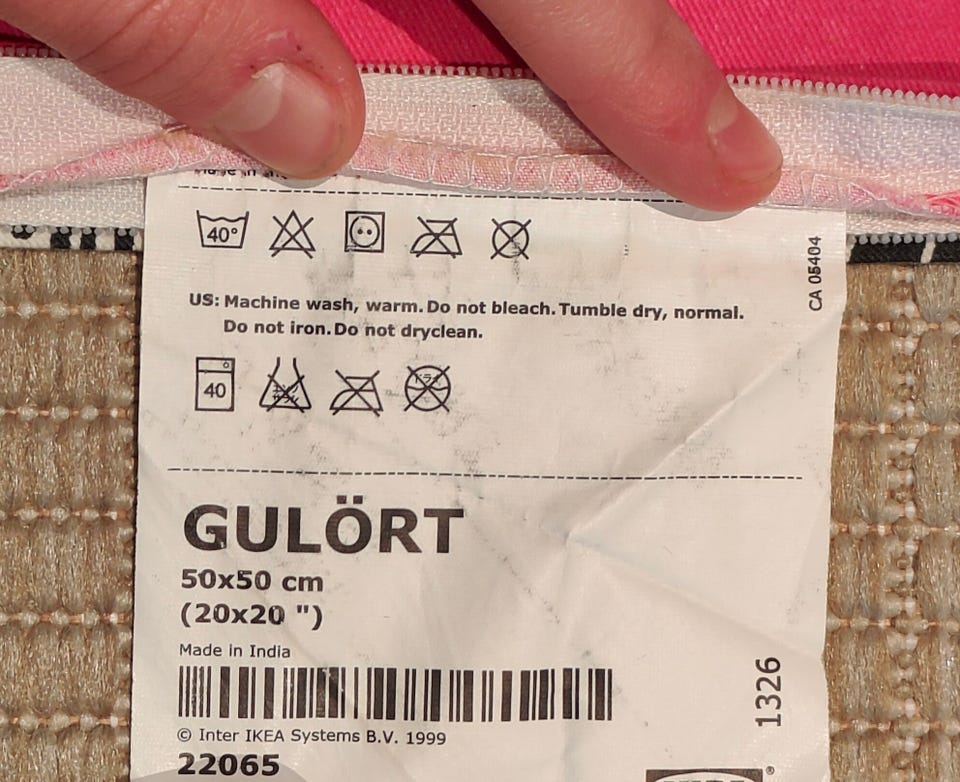 40°
CA 05404
US: Machine wash, warm. Do not bleach. Tumble dry, normal.
Do not iron. Do not dryclean.
40
GULÖRT
50x50 cm
(20x20 ")
Made in India
1326
© Inter IKEA Systems B.V. 1999
22065